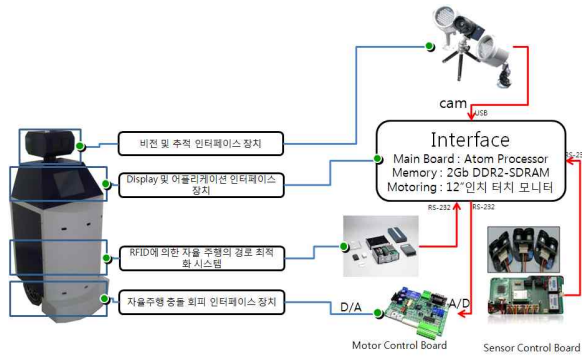 cam
USB
비전 및 추적 인터페이스 장치
Interface
Main Board : Atom Processor
Memory : 2Gb DDR2-SDRAM
Motoring : 12"인치 터치 모니터
RS-23
Display 및 어플리케이션 인터페이스
장치
RS-232
RS-232
RFID에 의한 자율 주행의 경로 최적
화 시스템
자율주행 충돌 회피 인터페이스 장치
D/A
A/D
Motor Control Board
Sensor Control Board